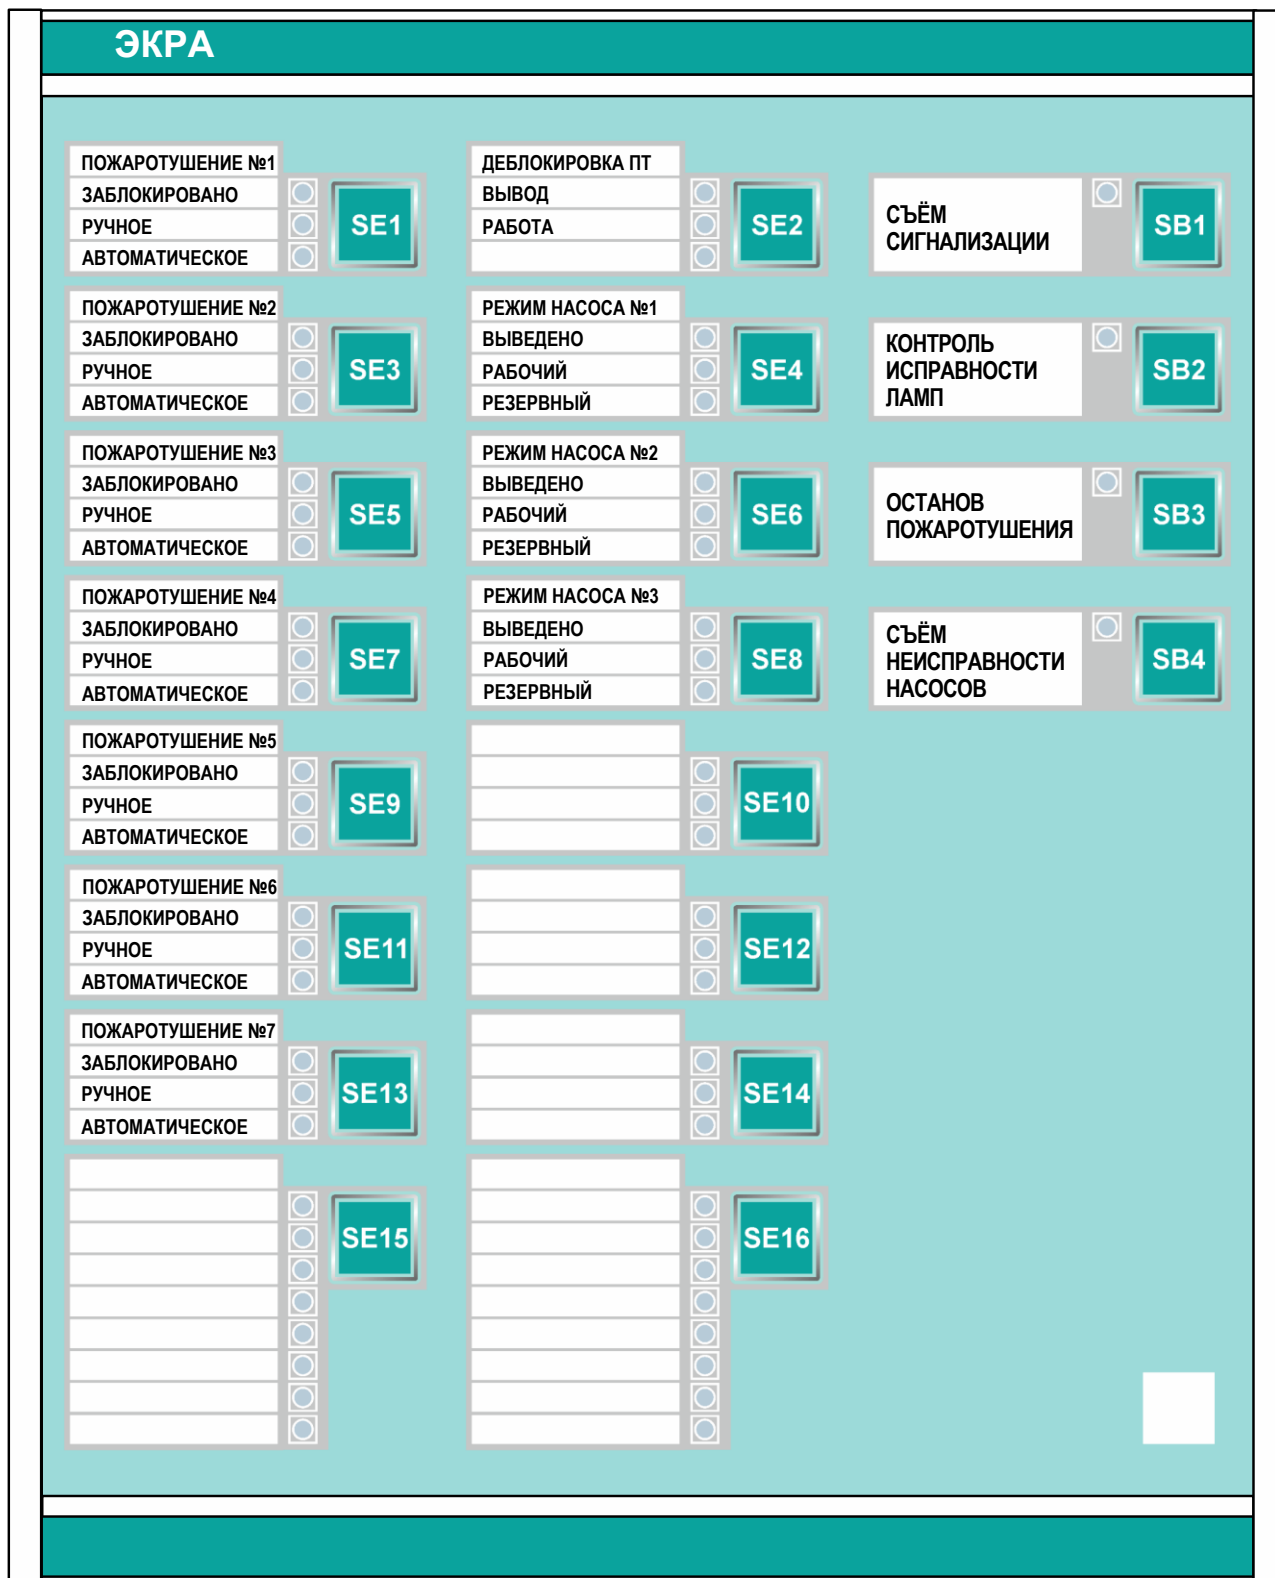 ЭКРА
ПОЖАРОТУШЕНИЕ №1
ЗАБЛОКИРОВАНО
РУЧНОЕ
АВТОМАТИЧЕСКОЕ
SE1
ПОЖАРОТУШЕНИЕ №2
ЗАБЛОКИРОВАНО
РУЧНОЕ
АВТОМАТИЧЕСКОЕ
SE3
ПОЖАРОТУШЕНИЕ №3
ЗАБЛОКИРОВАНО
РУЧНОЕ
АВТОМАТИЧЕСКОЕ
SE5
ПОЖАРОТУШЕНИЕ №4
ЗАБЛОКИРОВАНО
РУЧНОЕ
АВТОМАТИЧЕСКОЕ
SE7
ПОЖАРОТУШЕНИЕ №5
ЗАБЛОКИРОВАНО
РУЧНОЕ
АВТОМАТИЧЕСКОЕ
SE9
ПОЖАРОТУШЕНИЕ №6
ЗАБЛОКИРОВАНО
РУЧНОЕ
АВТОМАТИЧЕСКОЕ
SE11
ПОЖАРОТУШЕНИЕ №7
ЗАБЛОКИРОВАНО
РУЧНОЕ
АВТОМАТИЧЕСКОЕ
SE13
SE15
ДЕБЛОКИРОВКА ПТ
ВЫВОД
РАБОТА
SE2
РЕЖИМ НАСОСА №1
ВЫВЕДЕНО
РАБОЧИЙ
РЕЗЕРВНЫЙ
SE4
РЕЖИМ НАСОСА №2
ВЫВЕДЕНО
РАБОЧИЙ
РЕЗЕРВНЫЙ
SE6
РЕЖИМ НАСОСА №3
ВЫВЕДЕНО
РАБОЧИЙ
РЕЗЕРВНЫЙ
SE8
SE10
SE12
SE14
SE16
СЪЁМ
СИГНАЛИЗАЦИИ
SB1
КОНТРОЛЬ
ИСПРАВНОСТИ
ЛАМП
SB2
ОСТАНОВ
ПОЖАРОТУШЕНИЯ
SB3
СЪЁМ
НЕИСПРАВНОСТИ
НАСОСОВ
SB4